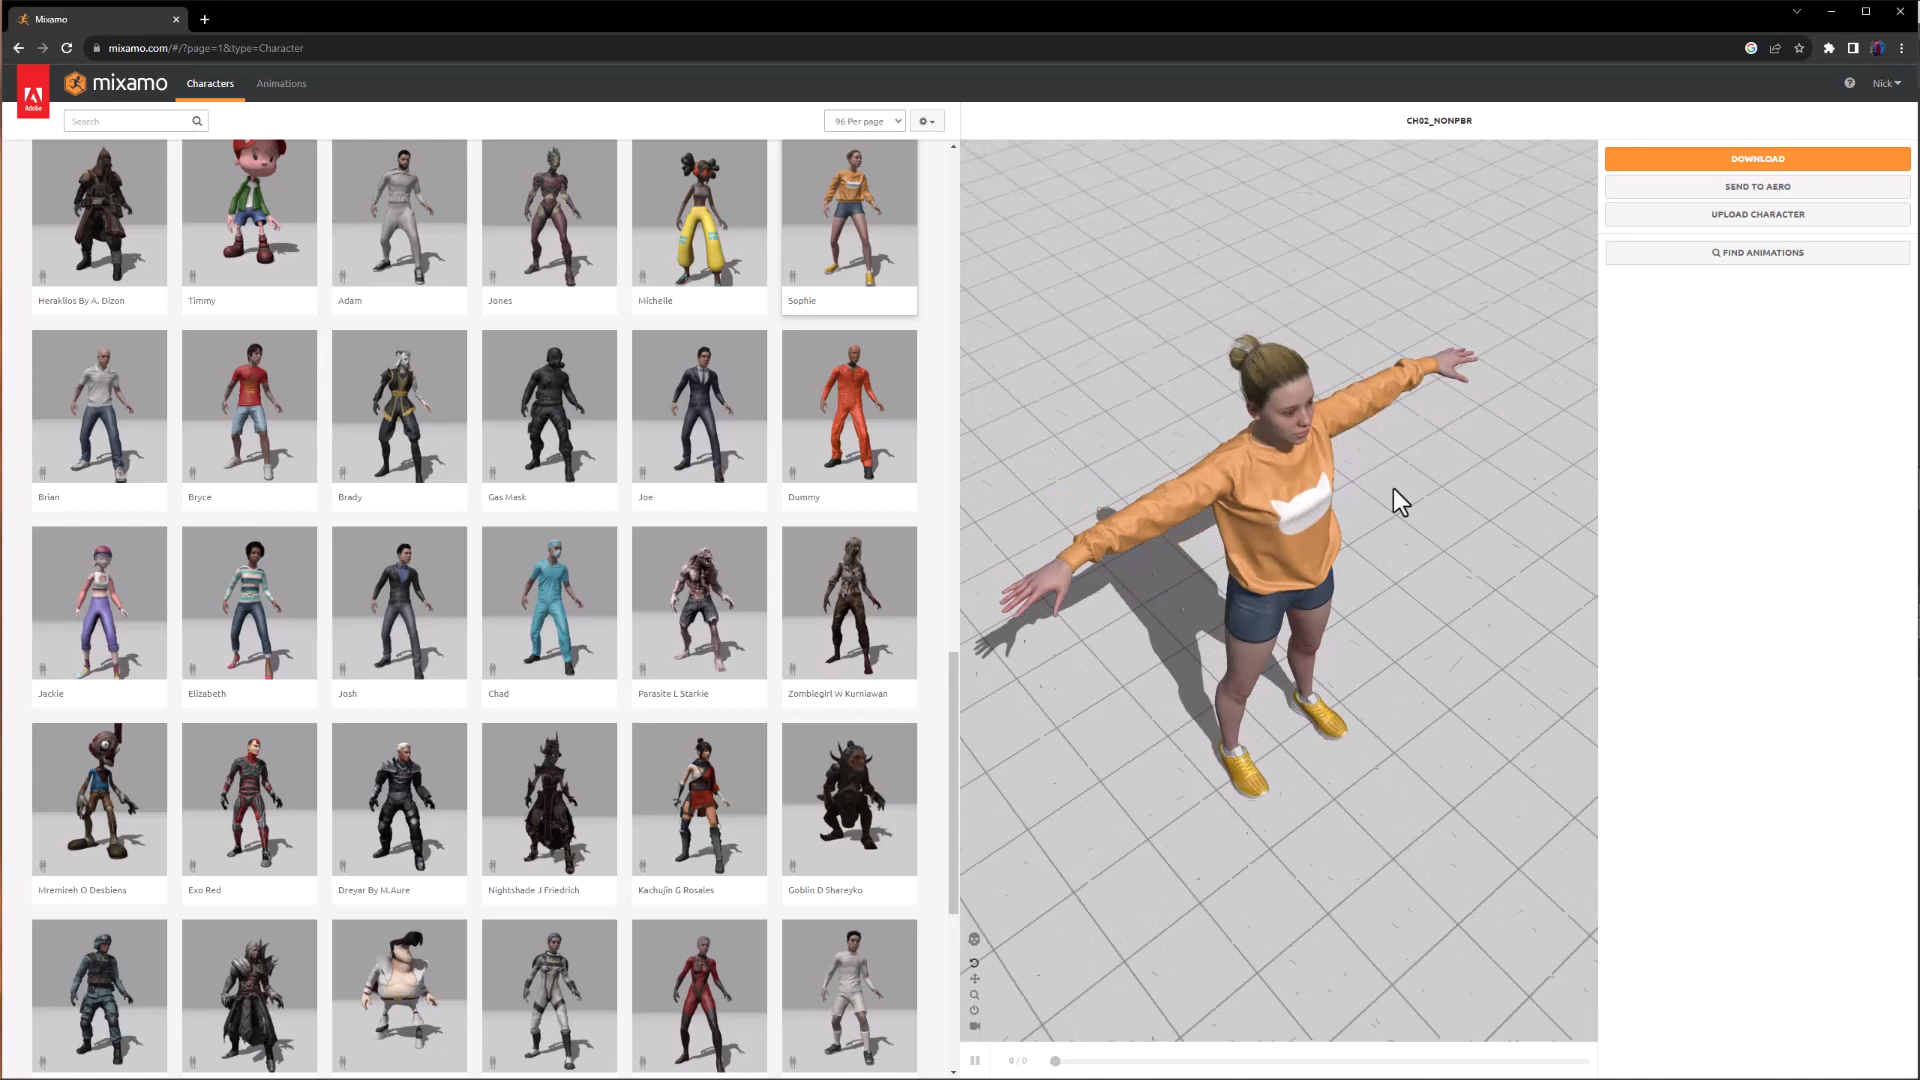 Mixamo
mixamo.com/#/?page=1&type=Character
Adobe
mixamo
Characters
Animations
Nick
Search
96 Per page
CH02_NONPBR
DOWNLOAD
SEND TO AERO
UPLOAD CHARACTER
FIND ANIMATIONS
Heraklios By A. Dizon
Timmy
Adam
Jones
Michelle
Sophie
Brian
Bryce
Brady
Gas Mask
Joe
Dummy
Jackie
Elizabeth
Josh
Chad
Parasite L Starkie
Zombiegirl W Kurniawan
Mremireh O Desbiens
Exo Red
Dreyar By M.Aure
Nightshade J Friedrich
Kachujin G Rosales
Goblin D Shareyko
0 / 0